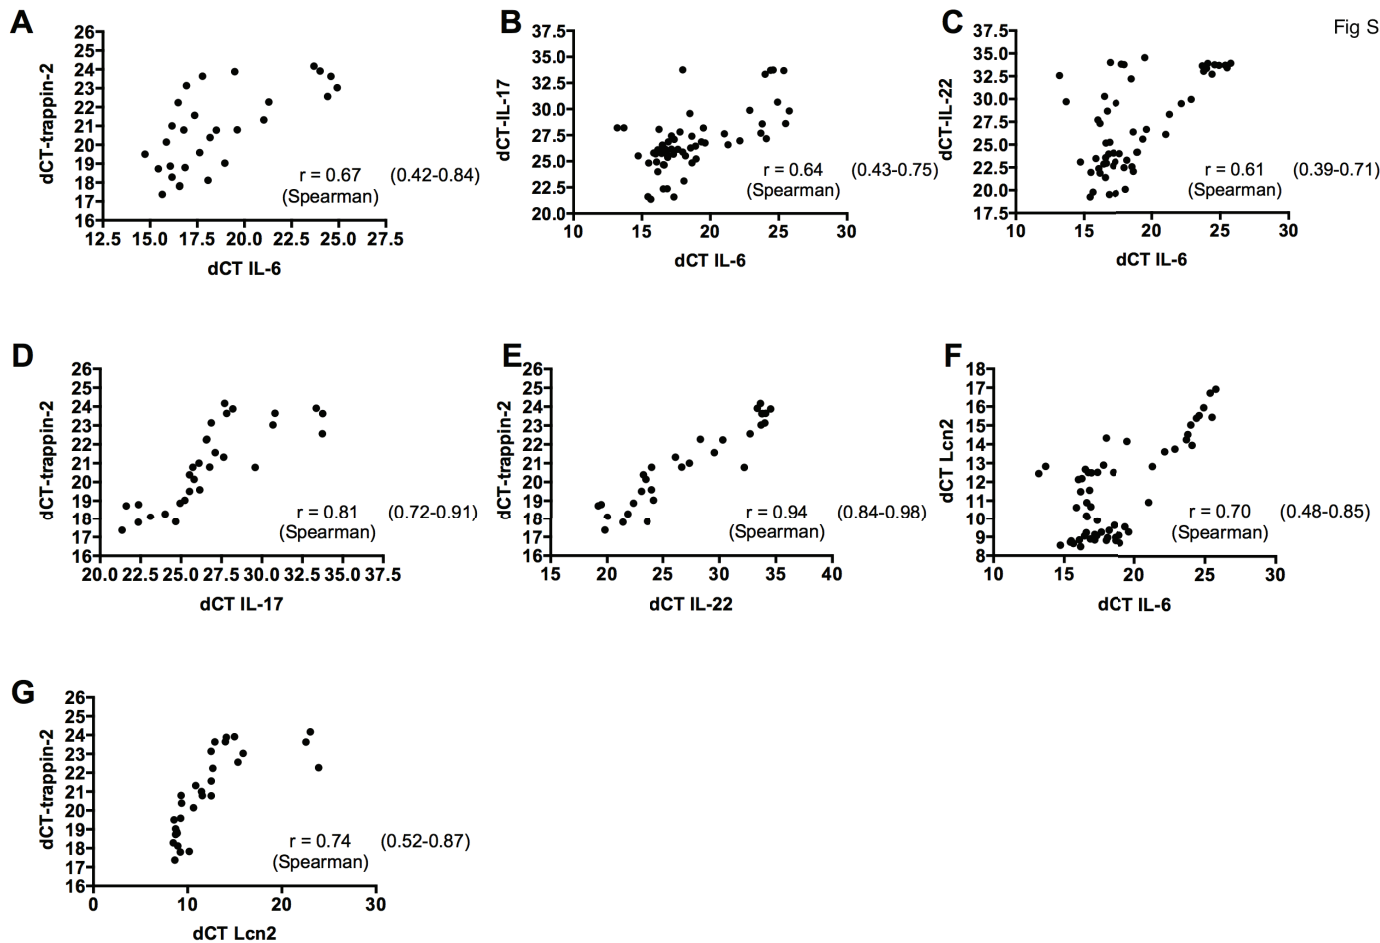 Fig S
A
dCT-trappin-2
26
25
24
23
22
21
20
19
18
17
16
12.5 15.0 17.5 20.0 22.5 25.0 27.5
r = 0.67 (0.42-0.84)
(Spearman)
dCT IL-6
B
dCT-IL-17
37.5
35.0
32.5
30.0
27.5
25.0
22.5
20.0
10 15 20 25 30
r = 0.64 (0.43-0.75)
(Spearman)
dCT IL-6
C
dCT-IL-22
37.5
35.0
32.5
30.0
27.5
25.0
22.5
20.0
17.5
10 15 20 25 30
r = 0.61 (0.39-0.71)
(Spearman)
dCT IL-6
D
dCT-trappin-2
26
25
24
23
22
21
20
19
18
17
16
20.0 22.5 25.0 27.5 30.0 32.5 35.0 37.5
r = 0.81 (0.72-0.91)
(Spearman)
dCT IL-17
E
dCT-trappin-2
26
25
24
23
22
21
20
19
18
17
16
15 20 25 30 35 40
r = 0.94 (0.84-0.98)
(Spearman)
dCT IL-22
F
dCT Lcn2
18
17
16
15
14
13
12
11
10
9
8
10 15 20 25 30
r = 0.70 (0.48-0.85)
(Spearman)
dCT IL-6
G
dCT-trappin-2
26
25
24
23
22
21
20
19
18
17
16
0 10 20 30
r = 0.74 (0.52-0.87)
(Spearman)
dCT Lcn2